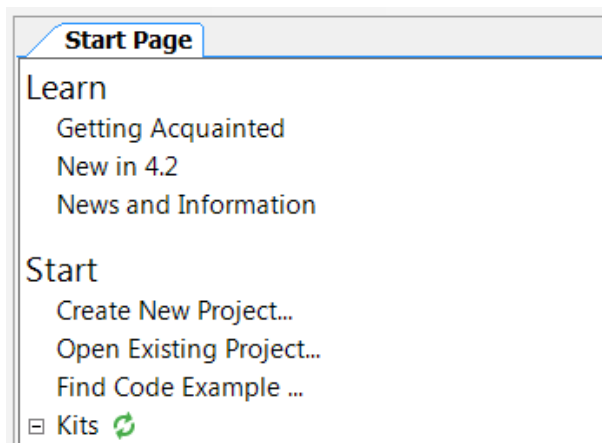 Start Page
Learn
Getting Acquainted
New in 4.2
News and Information
Start
Create New Project...
Open Existing Project...
Find Code Example ...
Kits